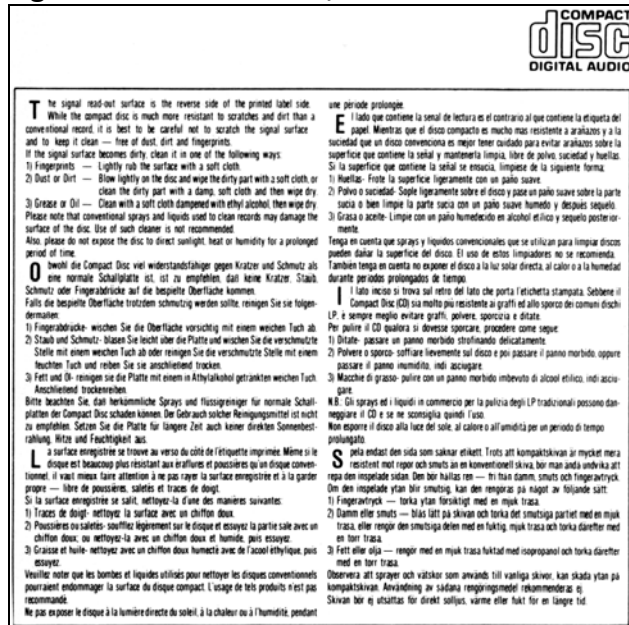 COMPACT
disc
DIGITAL AUDIO
The signal read-out surface is the reverse side of the printed label side.
While the compact disc is much more resistant to scratches and dirt than a
conventional record, it is best to be careful not to scratch the signal surface
and to keep it clean — free of dust, dirt and fingerprints.
If the signal surface becomes dirty, clean it in one of the following ways:
1) Fingerprints — Lightly rub the surface with a soft cloth.
2) Dust or Dirt — Blow lightly on the disc and wipe the dirty part with a soft cloth, or
clean the dirty part with a damp, soft cloth and then wipe dry.
3) Grease or Oil — Clean with a soft cloth dampened with ethyl alcohol, then wipe dry.
Please note that conventional sprays and liquids used to clean records may damage the
surface of the disc. Use of such cleaner is not recommended.
Also, please do not expose the disc to direct sunlight, heat or humidity for a prolonged
period of time.
Obwohl die Compact Disc viel widerstandsfähiger gegen Kratzer und Schmutz als
eine normale Schallplatte ist, ist zu empfehlen, daß keine Kratzer, Staub,
Schmutz oder Fingerabdrücke auf die bespielte Oberfläche kommen.
Falls die bespielte Oberfläche trotzdem schmutzig werden sollte, reinigen Sie sie folgen-
dermaßen:
1) Fingerabdrücke- wischen Sie die Oberfläche vorsichtig mit einem weichen Tuch ab.
2) Staub und Schmutz- blasen Sie leicht über die Platte und wischen Sie die verschmutzte
Stelle mit einem weichen Tuch ab oder reinigen Sie die verschmutzte Stelle mit einem
feuchten Tuch und reiben Sie sie anschließend trocken.
3) Fett und Öl- reinigen sie die Platte mit einem in Athylalkohol getränkten weichen Tuch.
Anschließend trockenreiben.
Bitte beachten Sie, daß herkömmliche Sprays und flüssigreiniger für normale Schall-
platten der Compact Disc schaden können. Der Gebrauch solcher Reinigungsmittel ist nicht
zu empfehlen. Setzen Sie die Platte für längere Zeit auch keiner direkten Sonnenbest-
rahlung, Hitze und Feuchtigkeit aus.
La surface enregistrée se trouve au verso du côté de l'étiquette imprimée. Même si le
disque est beaucoup plus résistant aux éraflures et poussières qu'un disque conven-
tionnel, il vaut mieux faire attention à ne pas rayer la surface enregistrée et à la garder
propre — libre de poussières, saletés et traces de doigt.
Si la surface enregistrée se salit, nettoyez-la d'une des manières suivantes:
1) Traces de doigt- nettoyez la surface avec un chiffon doux.
2) Poussières ou saletés- soufflez légèrement sur le disque et essuyez la partie sale avec un
chiffon doux; ou nettoyez-la avec un chiffon doux et humide, puis essuyez.
3) Graisse et huile- nettoyez avec un chiffon doux humecté avec de l'acool éthylique, puis
essuyez.
Veuillez noter que les bombes et liquides utilisés pour nettoyer les disques conventionnels
pourraient endommager la surface du disque compact. L'usage de tels produits n'est pas
recommandé.
Ne pas exposer le disque à la lumière directe du soleil, à la chaleur ou à l'humidité, pendant
une période prolongée.
El lado que contiene la senal de lectura es el contrario al que contiene la etiqueta del
papel. Mientras que el disco compacto es mucho mas resistente a arañazos y a la
suciedad que un disco convenciona es mejor tener cuidado para evitar arañazos sobre la
superficie que contiene la señal y mantenerla limpia, libre de polvo, suciedad y huellas.
Si la superficie que contiene la señal se ensucia, limpiese de la siguiente forma:
1) Huellas- Frote la superficie ligeramente con un paño suave.
2) Polvo o suciedad- Sople ligeramente sobre el disco y pase un paño suave sobre la parte
sucia o bien limpie la parte sucia con un paño suave humedo y después sequelo.
3) Grasa o aceite- Limpie con un paño humedecido en alcohol etílico y sequelo posterior-
mente.
Tenga en cuenta que sprays y liquidos convencionales que se utilizan para limpiar discos
pueden dañar la superficie del disco. El uso de estos limpiadores no se recomienda.
También tenga en cuenta no exponer el disco a la luz solar directa, al calor o a la humedad
durante periodos prolongados de tiempo.
Il lato inciso si trova sul retro del lato che porta l'etichetta stampata. Sebbene il
Compact Disc (CD) sia molto più resistente ai graffi ed allo sporco dei comuni dischi
LP, è sempre meglio evitare graffi, polvere, sporcizia e ditate.
Per pulire il CD qualora si dovesse sporcare, procedere come segue:
1) Ditate- passare un panno morbido strofinando delicatamente.
2) Polvere o sporco- soffiare lievemente sul disco e poi passare il panno morbido, oppure
passare il panno inumidito, indi asciugare.
3) Macchie di grasso- pulire con un panno morbido imbevuto di alcool etilico, indi asciu-
gare.
N.B.: Gli sprays ed i liquidi in commercio per la pulizia degli LP tradizionali possono dan-
neggiare il CD e se ne sconsiglia quindi l'uso.
Non esporre il disco alla luce del sole, al calore o all'umidità per un periodo di tempo
prolungato.
Spela endast den sida som saknar etikett. Trots att kompaktskivan är mycket mera
resistent mot repor och smuts än en konventionell skiva, bör man ändå undvika att
repa den inspelade sidan. Den bör hållas ren — fri från damm, smuts och fingeravtryck.
Om den inspelade ytan blir smutsig, kan den rengöras på något av följande sätt:
1) Fingeravtryck — torka ytan forsiktigt med en mjuk trasa.
2) Damm eller smuts — blås lätt på skivan och torka det smutsiga partiet med en mjuk
trasa, eller rengör den smutsiga delen med en fuktig, mjuk trasa och torka därefter med
en torr trasa.
3) Fett eller olja — rengör med en mjuk trasa fuktad med isopropanol och torka därefter
med en torr trasa.
Observera att sprayer och vätskor som används till vanliga skivor, kan skada ytan på
kompaktskivan. Användning av sådana rengöringsmedel rekommenderas ej.
Skivan bör ej utsättas för direkt solljus, värme eller fukt för en längre tid.